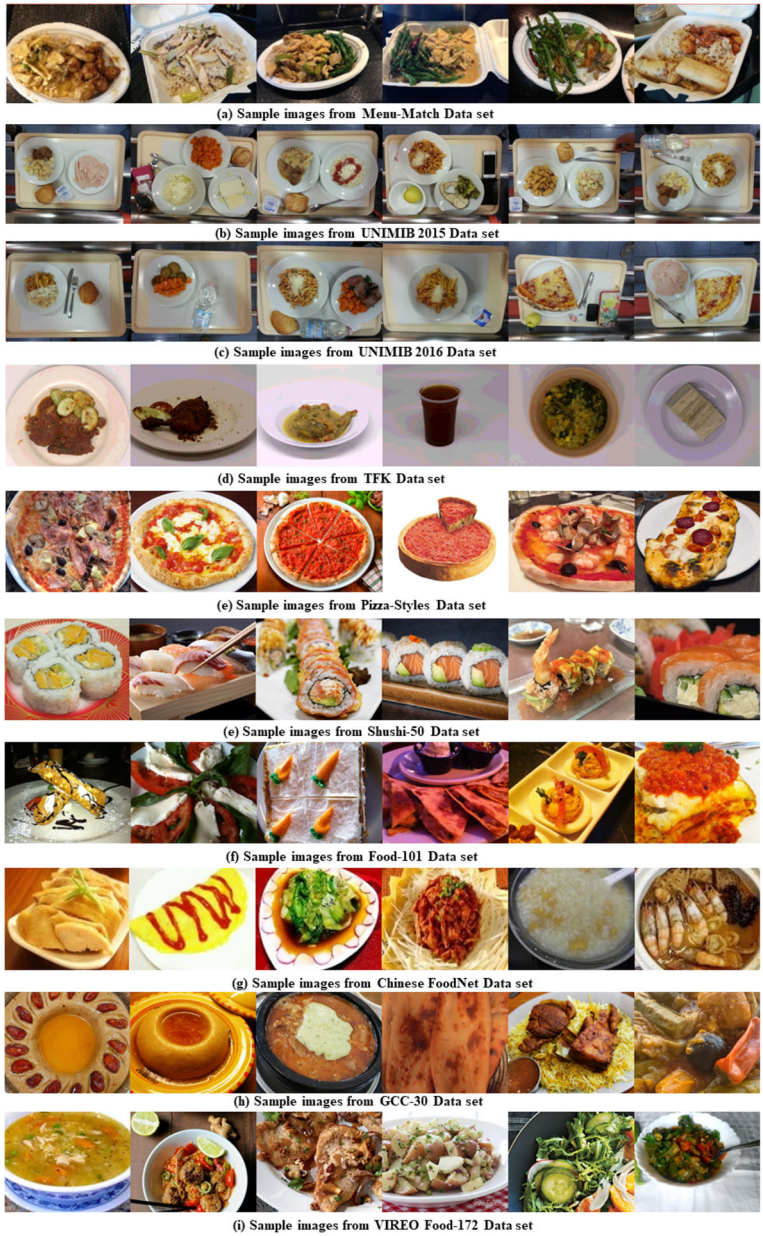 (a) Sample images from Menu-Match Data set
(b) Sample images from UNIMIB 2015 Data set
(c) Sample images from UNIMIB 2016 Data set
(d) Sample images from TFK Data set
(e) Sample images from Pizza-Styles Data set
(e) Sample images from Shushi-50 Data set
(f) Sample images from Food-101 Data set
(g) Sample images from Chinese FoodNet Data set
(h) Sample images from GCC-30 Data set
(i) Sample images from VIREO Food-172 Data set